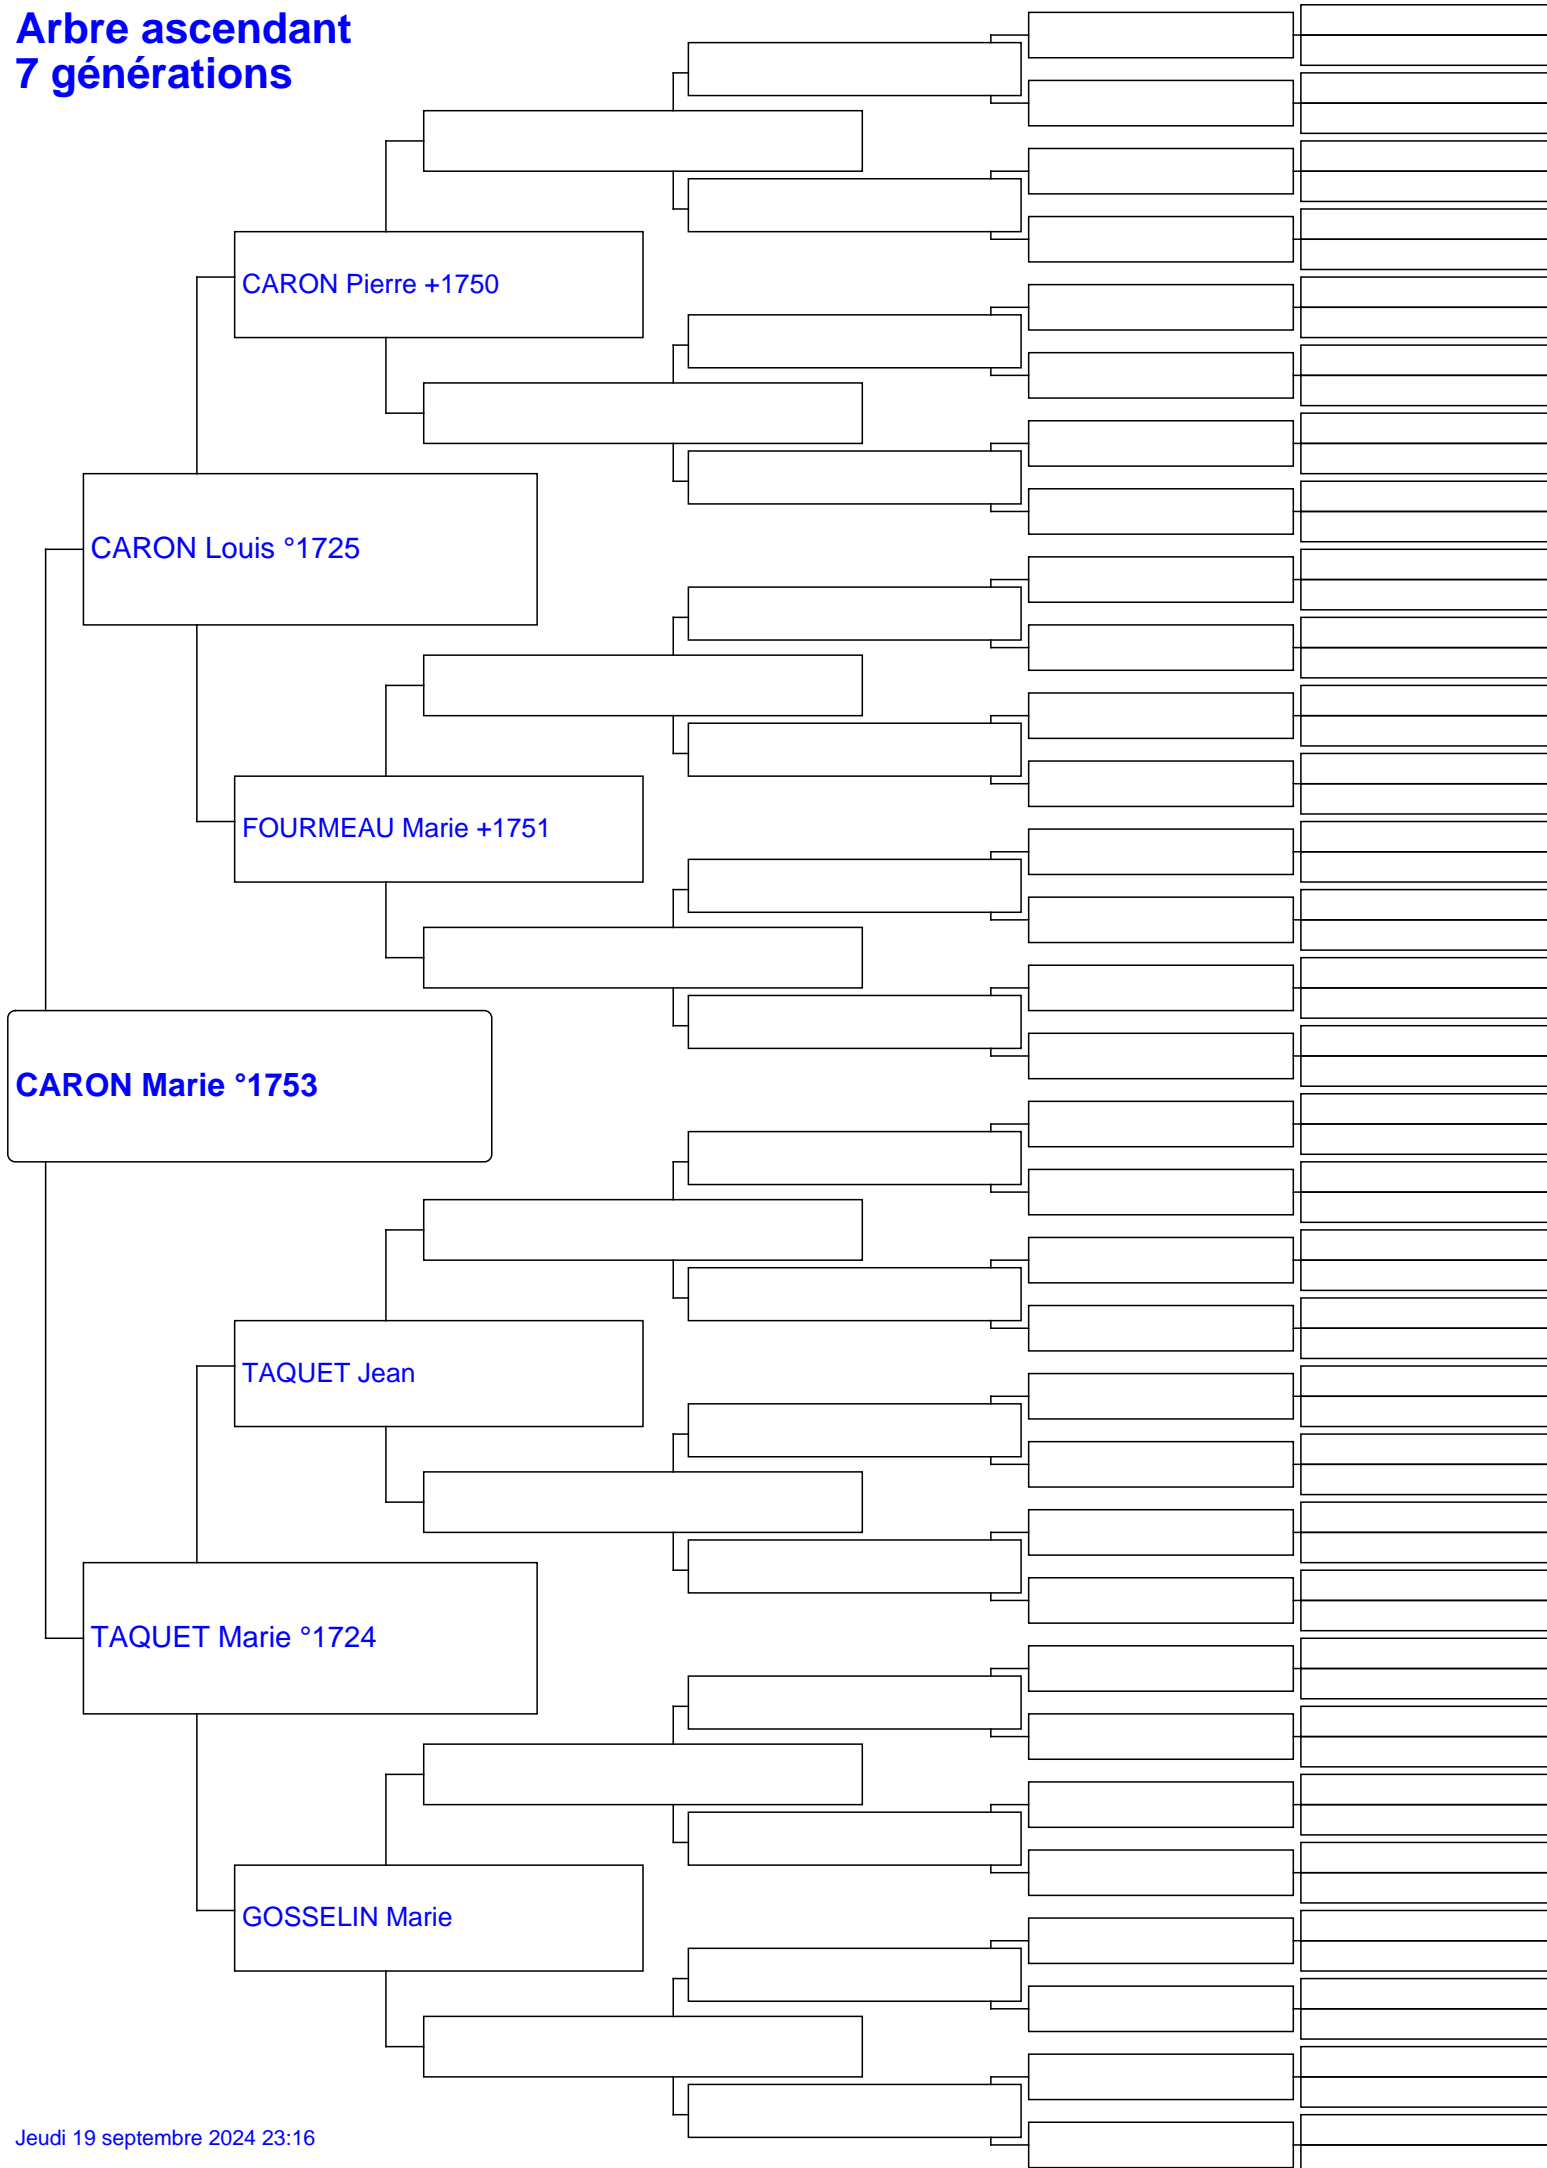 Arbre ascendant
7 générations
CARON Pierre +1750
CARON Louis °1725
FOURMEAU Marie +1751
CARON Marie °1753
TAQUET Jean
TAQUET Marie °1724
GOSSELIN Marie
Jeudi 19 septembre 2024 23:16